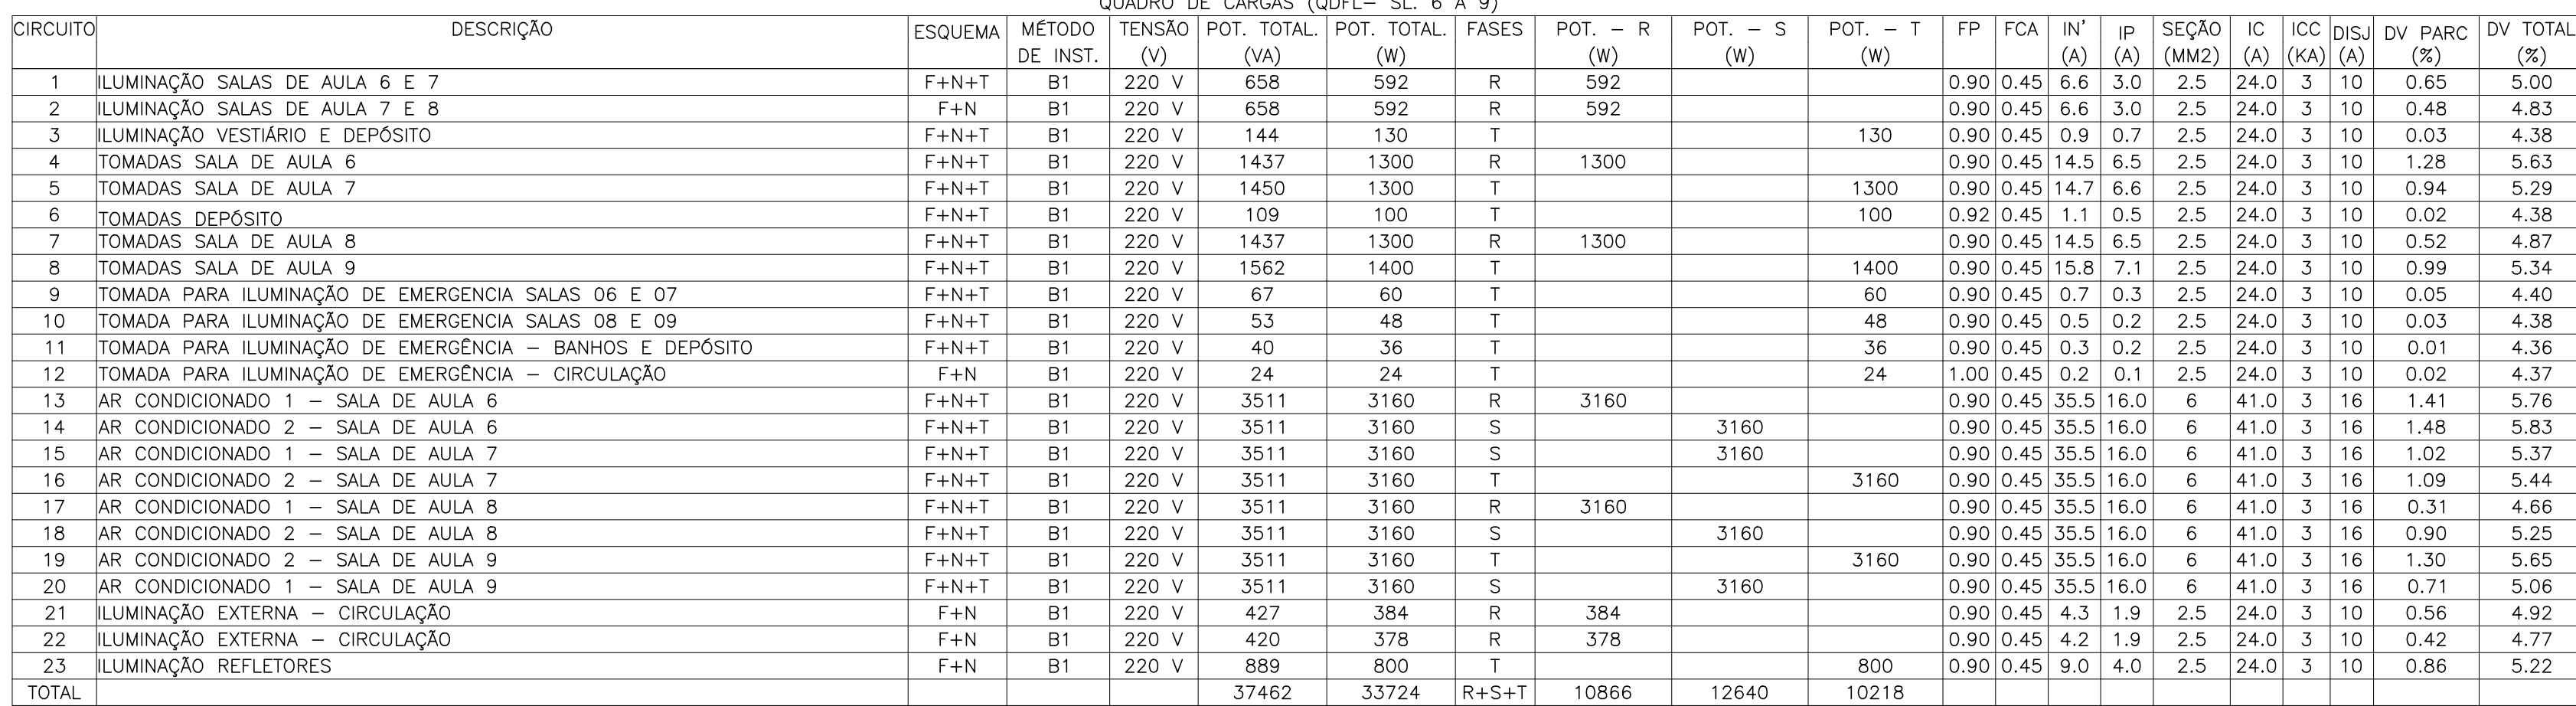 QUADRO DE CARGAS (QDFL– SL. 6 A 9)
CIRCUITO DESCRIÇÃO ESQUEMA MÉTODO DE INST. TENSÃO (V) POT. TOTAL. (VA) POT. TOTAL. (W) FASES POT. – R (W) POT. – S (W) POT. – T (W) FP FCA IN' (A) IP (A) SEÇÃO (MM2) IC (A) ICC (KA) DISJ (A) DV PARC (%) DV TOTAL (%)
1 ILUMINAÇÃO SALAS DE AULA 6 E 7 F+N+T B1 220 V 658 592 R 592 0.90 0.45 6.6 3.0 2.5 24.0 3 10 0.65 5.00
2 ILUMINAÇÃO SALAS DE AULA 7 E 8 F+N B1 220 V 658 592 R 592 0.90 0.45 6.6 3.0 2.5 24.0 3 10 0.48 4.83
3 ILUMINAÇÃO VESTIÁRIO E DEPÓSITO F+N+T B1 220 V 144 130 T 130 0.90 0.45 0.9 0.7 2.5 24.0 3 10 0.03 4.38
4 TOMADAS SALA DE AULA 6 F+N+T B1 220 V 1437 1300 R 1300 0.90 0.45 14.5 6.5 2.5 24.0 3 10 1.28 5.63
5 TOMADAS SALA DE AULA 7 F+N+T B1 220 V 1450 1300 T 1300 0.90 0.45 14.7 6.6 2.5 24.0 3 10 0.94 5.29
6 TOMADAS DEPÓSITO F+N+T B1 220 V 109 100 T 100 0.92 0.45 1.1 0.5 2.5 24.0 3 10 0.02 4.38
7 TOMADAS SALA DE AULA 8 F+N+T B1 220 V 1437 1300 R 1300 0.90 0.45 14.5 6.5 2.5 24.0 3 10 0.52 4.87
8 TOMADAS SALA DE AULA 9 F+N+T B1 220 V 1562 1400 T 1400 0.90 0.45 15.8 7.1 2.5 24.0 3 10 0.99 5.34
9 TOMADA PARA ILUMINAÇÃO DE EMERGENCIA SALAS 06 E 07 F+N+T B1 220 V 67 60 T 60 0.90 0.45 0.7 0.3 2.5 24.0 3 10 0.05 4.40
10 TOMADA PARA ILUMINAÇÃO DE EMERGENCIA SALAS 08 E 09 F+N+T B1 220 V 53 48 T 48 0.90 0.45 0.5 0.2 2.5 24.0 3 10 0.03 4.38
11 TOMADA PARA ILUMINAÇÃO DE EMERGÊNCIA – BANHOS E DEPÓSITO F+N+T B1 220 V 40 36 T 36 0.90 0.45 0.3 0.2 2.5 24.0 3 10 0.01 4.36
12 TOMADA PARA ILUMINAÇÃO DE EMERGÊNCIA – CIRCULAÇÃO F+N B1 220 V 24 24 T 24 1.00 0.45 0.2 0.1 2.5 24.0 3 10 0.02 4.37
13 AR CONDICIONADO 1 – SALA DE AULA 6 F+N+T B1 220 V 3511 3160 R 3160 0.90 0.45 35.5 16.0 6 41.0 3 16 1.41 5.76
14 AR CONDICIONADO 2 – SALA DE AULA 6 F+N+T B1 220 V 3511 3160 S 3160 0.90 0.45 35.5 16.0 6 41.0 3 16 1.48 5.83
15 AR CONDICIONADO 1 – SALA DE AULA 7 F+N+T B1 220 V 3511 3160 S 3160 0.90 0.45 35.5 16.0 6 41.0 3 16 1.02 5.37
16 AR CONDICIONADO 2 – SALA DE AULA 7 F+N+T B1 220 V 3511 3160 T 3160 0.90 0.45 35.5 16.0 6 41.0 3 16 1.09 5.44
17 AR CONDICIONADO 1 – SALA DE AULA 8 F+N+T B1 220 V 3511 3160 R 3160 0.90 0.45 35.5 16.0 6 41.0 3 16 0.31 4.66
18 AR CONDICIONADO 2 – SALA DE AULA 8 F+N+T B1 220 V 3511 3160 S 3160 0.90 0.45 35.5 16.0 6 41.0 3 16 0.90 5.25
19 AR CONDICIONADO 2 – SALA DE AULA 9 F+N+T B1 220 V 3511 3160 T 3160 0.90 0.45 35.5 16.0 6 41.0 3 16 1.30 5.65
20 AR CONDICIONADO 1 – SALA DE AULA 9 F+N+T B1 220 V 3511 3160 S 3160 0.90 0.45 35.5 16.0 6 41.0 3 16 0.71 5.06
21 ILUMINAÇÃO EXTERNA – CIRCULAÇÃO F+N B1 220 V 427 384 R 384 0.90 0.45 4.3 1.9 2.5 24.0 3 10 0.56 4.92
22 ILUMINAÇÃO EXTERNA – CIRCULAÇÃO F+N B1 220 V 420 378 R 378 0.90 0.45 4.2 1.9 2.5 24.0 3 10 0.42 4.77
23 ILUMINAÇÃO REFLETORES F+N B1 220 V 889 800 T 800 0.90 0.45 9.0 4.0 2.5 24.0 3 10 0.86 5.22
TOTAL 37462 33724 R+S+T 10866 12640 10218